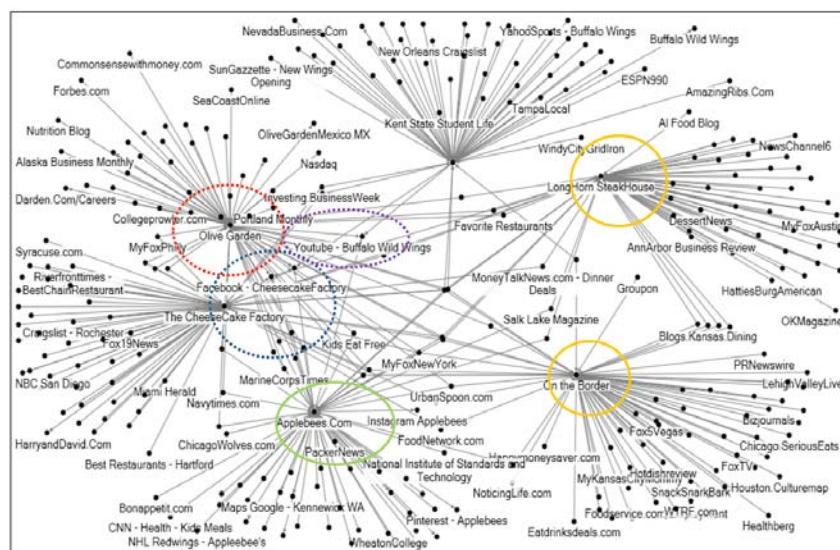 NevadaBusiness.Com
YahooSports - Buffalo Wings
Buffalo Wild Wings
Commonsensewithmoney.com
New Orleans Craigslist
SunGazzette - New Wings
Opening
ESPN990
Forbes.com
SeaCoastOnline
AmazingRibs.Com
TampaLocal
Kent State Student Life
AI Food Blog
Nutrition Blog
OliveGardenMexico MX
WindyCityGridIron
NewsChannel6
Alaska Business Monthly
Nasdaq
LongHorn SteakHouse
Darden.Com/Careers
Investing BusinessWeek
Collegeprowler.com
Portland Monthly
Favorite Restaurants
DessertNews
MyFoxAustin
Olive Garden
MyFoxPhilly
Youtube - Buffalo Wild Wings
AnnArbor Business Review
Syracuse.com
Riverfronttimes -
BestChainRestaurant
Facebook - CheesecakeFactory
MoneyTalkNews.com - Dinner
Deals
Groupon
HattiesBurgAmerican
The CheeseCake Factory
Salk Lake Magazine
OKMagazine
Craigslist - Rochester
Fox19News
Kids Eat Free
Blogs.Kansas.Dining
MyFoxNewYork
PRNewswire
NBC San Diego
Miami Herald
MarineCorpsTimes
On the Border
LehighValleyLive
Navytimes.com
UrbanSpoon.com
HarryandDavid.Com
Applebees.Com
Instagram Applebees
Bizjournals
ChicagoWolves.com
FoodNetwork.com
Fox5Vegas
Chicago.SeriousEats
PackerNews
Happymoneysaver.com
Best Restaurants - Hartford
National Institute of Standards and
Technology
Hotdishreview
FoxTV
MyKansasCityMommy
Houston.Culturemap
NoticingLife.com
SnackSnarkBark
Bonappetit.com
Maps Google - Kennewick WA
Foodservice.com
CNN - Health - Kids Meals
Pinterest - Applebees
Eatdrinksdeals.com
Healthberg
NHL Redwings - Appleebee's
WheatonCollege